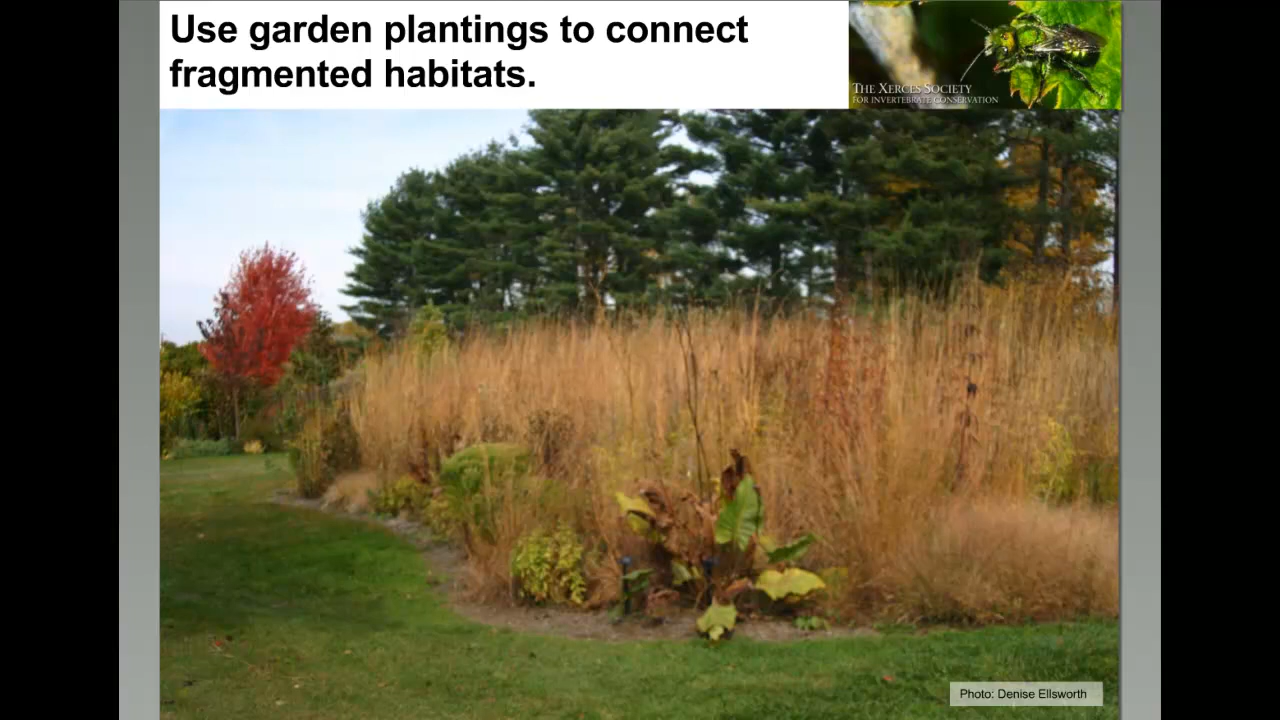 Use garden plantings to connect
fragmented habitats.
THE XERCES SOCIETY
FOR INVERTEBRATE CONSERVATION
Photo: Denise Ellsworth